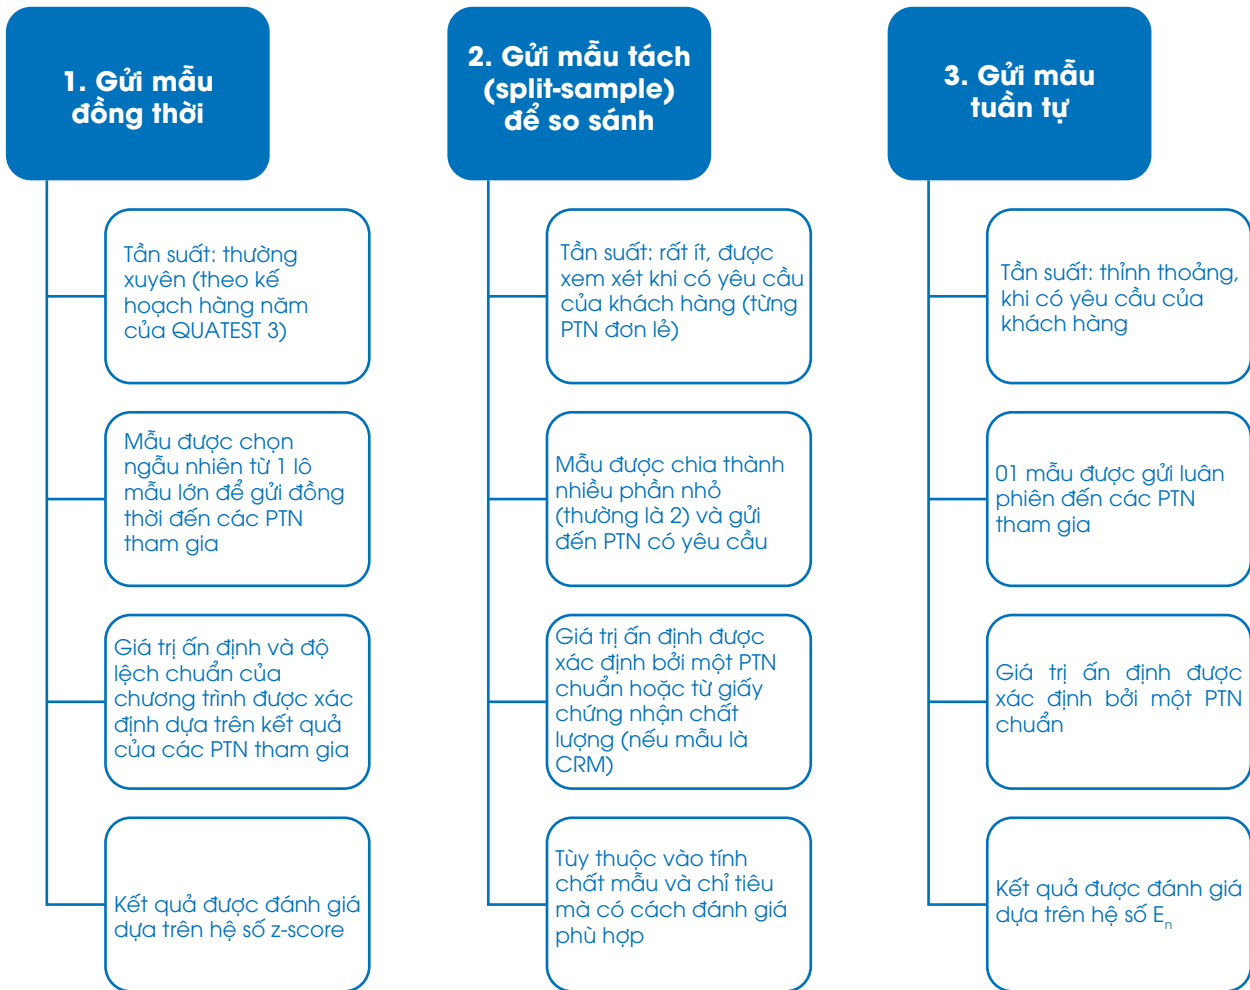 1. Gửi mẫu
đồng thời
Tần suất: thường
xuyên (theo kế
hoạch hàng năm
của QUATEST 3)
Mẫu được chọn
ngẫu nhiên từ 1 lô
mẫu lớn để gửi đồng
thời đến các PTN
tham gia
Giá trị ấn định và độ
lệch chuẩn của
chương trình được xác
định dựa trên kết quả
của các PTN tham gia
Kết quả được đánh giá
dựa trên hệ số z-score
2. Gửi mẫu tách
(split-sample)
để so sánh
Tần suất: rất ít, được
xem xét khi có yêu cầu
của khách hàng (từng
PTN đơn lẻ)
Mẫu được chia thành
nhiều phần nhỏ
(thường là 2) và gửi
đến PTN có yêu cầu
Giá trị ấn định được
xác định bởi một PTN
chuẩn hoặc từ giấy
chứng nhận chất
lượng (nếu mẫu là
CRM)
Tùy thuộc vào tính
chất mẫu và chỉ tiêu
mà có cách đánh giá
phù hợp
3. Gửi mẫu
tuần tự
Tần suất: thỉnh thoảng,
khi có yêu cầu của
khách hàng
01 mẫu được gửi luân
phiên đến các PTN
tham gia
Giá trị ấn định được
xác định bởi một PTN
chuẩn
Kết quả được đánh giá
dựa trên hệ số Eₙ